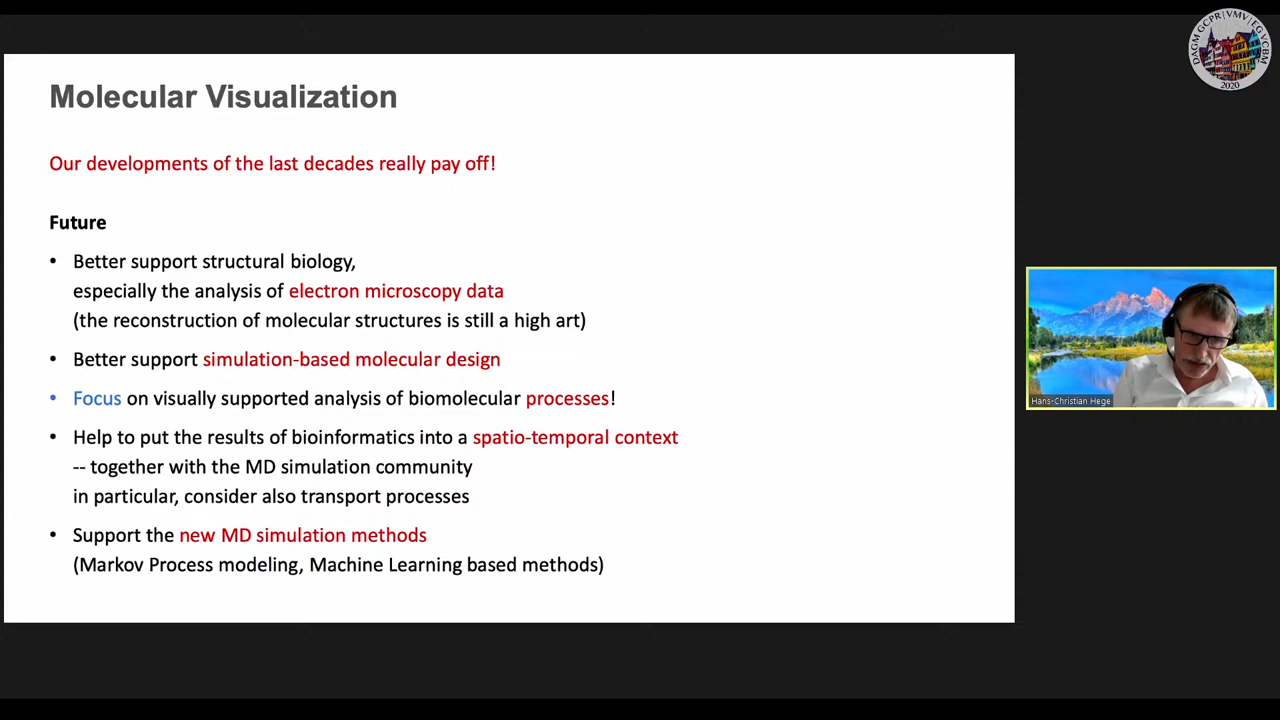 Molecular Visualization
Our developments of the last decades really pay off!
Future
• Better support structural biology,
especially the analysis of electron microscopy data
(the reconstruction of molecular structures is still a high art)
• Better support simulation-based molecular design
• Focus on visually supported analysis of biomolecular processes!
• Help to put the results of bioinformatics into a spatio-temporal context
-- together with the MD simulation community
in particular, consider also transport processes
• Support the new MD simulation methods
(Markov Process modeling, Machine Learning based methods)
DAGM GCPR | VMV | EG VCBM
2020
Hans-Christian Hege